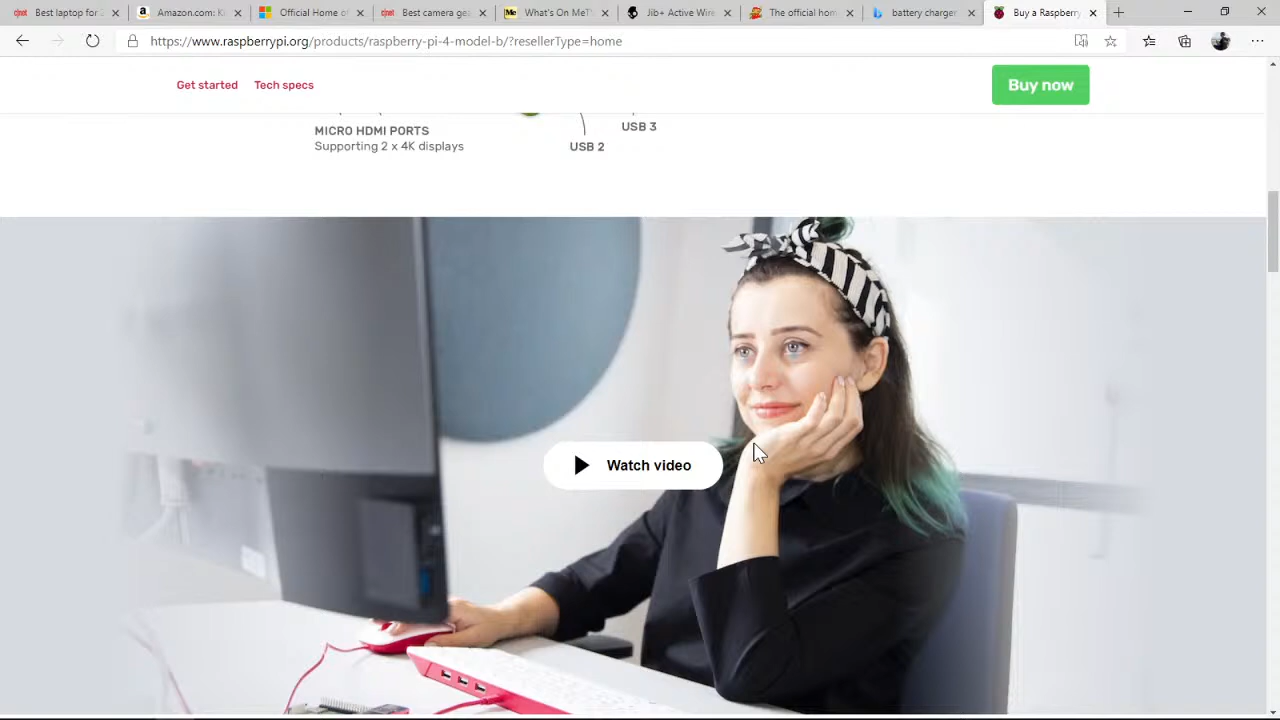 Best laptop for
Amazon.com: Ki
Official Home o
Best camera gea
What's On MeT
Jib+ Active Wire
The official hom
battery charger
Buy a Raspberry
https://www.raspberrypi.org/products/raspberry-pi-4-model-b/?resellerType=home
Get started
Tech specs
Buy now
MICRO HDMI PORTS
Supporting 2 x 4K displays
USB 3
USB 2
Watch video